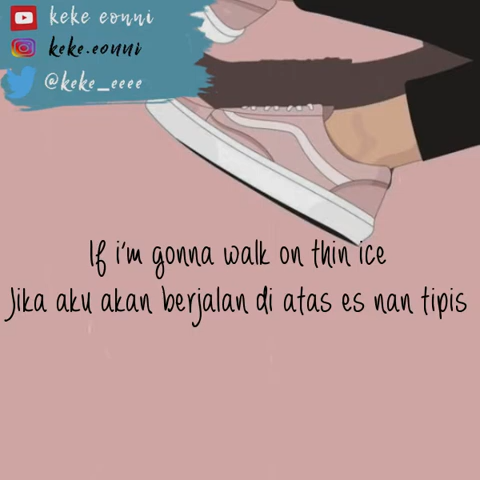 keke eonni
keke.eonni
@keke_eeee
If i'm gonna walk on thin ice
Jika aku akan berjalan di atas es nan tipis